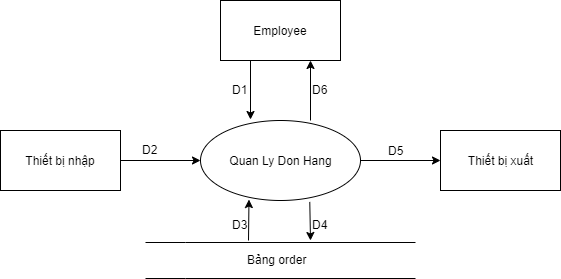 Employee
D1
D6
D2
D5
Thiết bị nhập
Quan Ly Don Hang
Thiết bị xuất
D3
D4
Bảng order